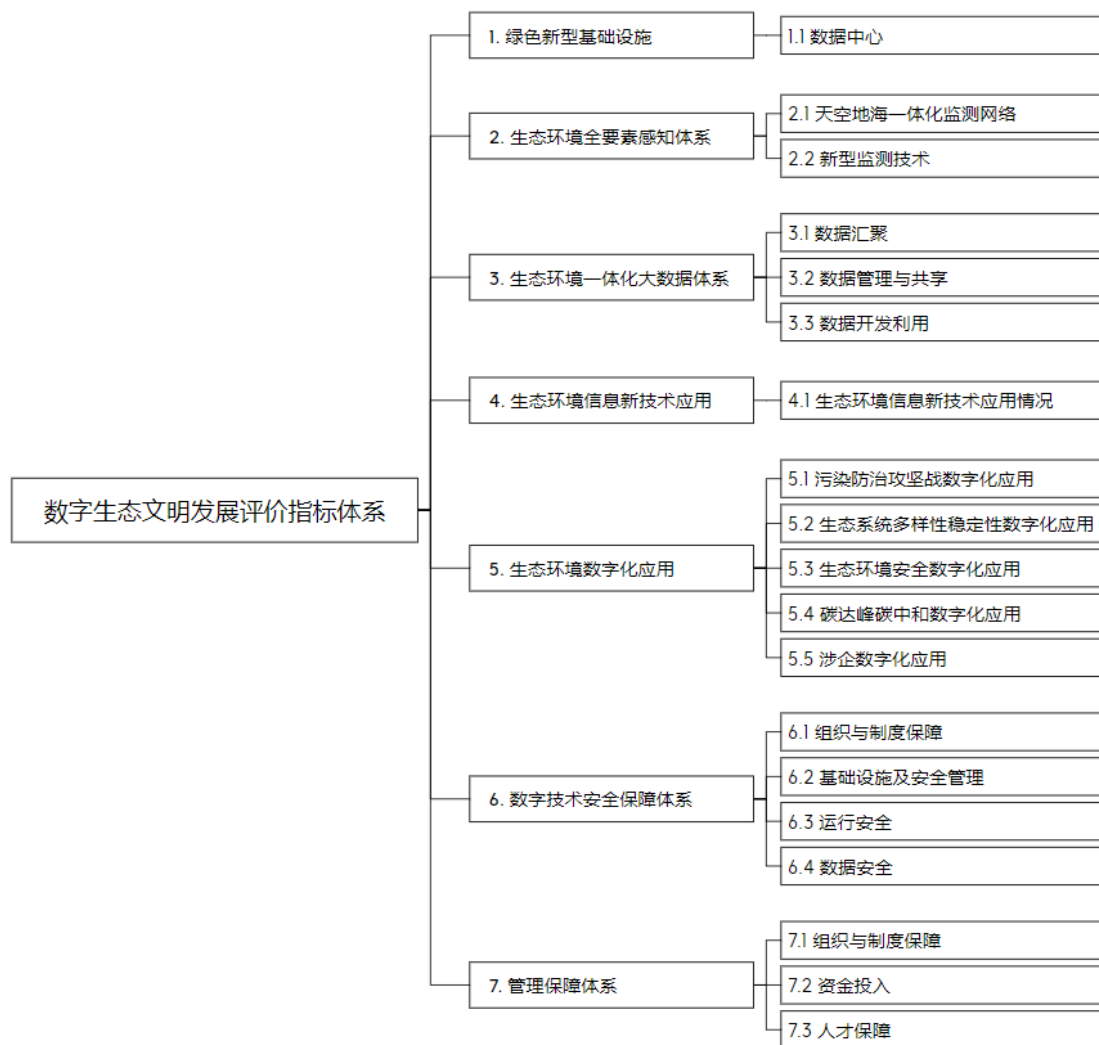 数字生态文明发展评价指标体系
1. 绿色新型基础设施
1.1 数据中心
2. 生态环境全要素感知体系
2.1 天空地海一体化监测网络
2.2 新型监测技术
3. 生态环境一体化大数据体系
3.1 数据汇聚
3.2 数据管理与共享
3.3 数据开发利用
4. 生态环境信息新技术应用
4.1 生态环境信息新技术应用情况
5. 生态环境数字化应用
5.1 污染防治攻坚战数字化应用
5.2 生态系统多样性稳定性数字化应用
5.3 生态环境安全数字化应用
5.4 碳达峰碳中和数字化应用
5.5 涉企数字化应用
6. 数字技术安全保障体系
6.1 组织与制度保障
6.2 基础设施及安全管理
6.3 运行安全
6.4 数据安全
7. 管理保障体系
7.1 组织与制度保障
7.2 资金投入
7.3 人才保障